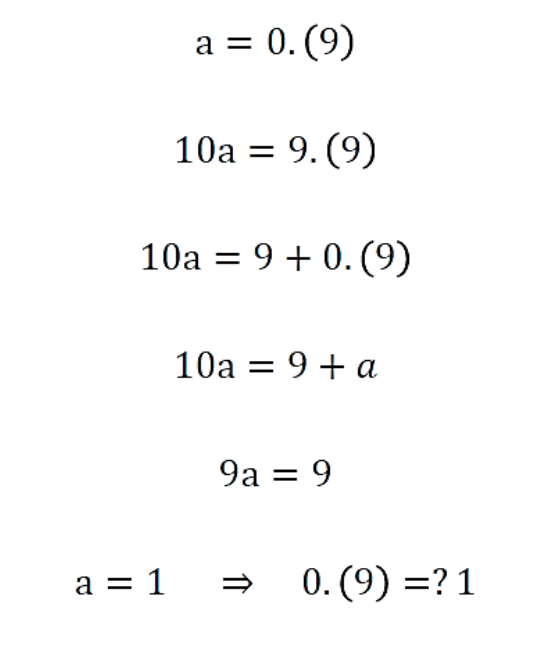 a = 0.(9)
10a = 9.(9)
10a = 9 + 0.(9)
10a = 9 + a
9a = 9
a = 1 ⇒ 0.(9) =? 1